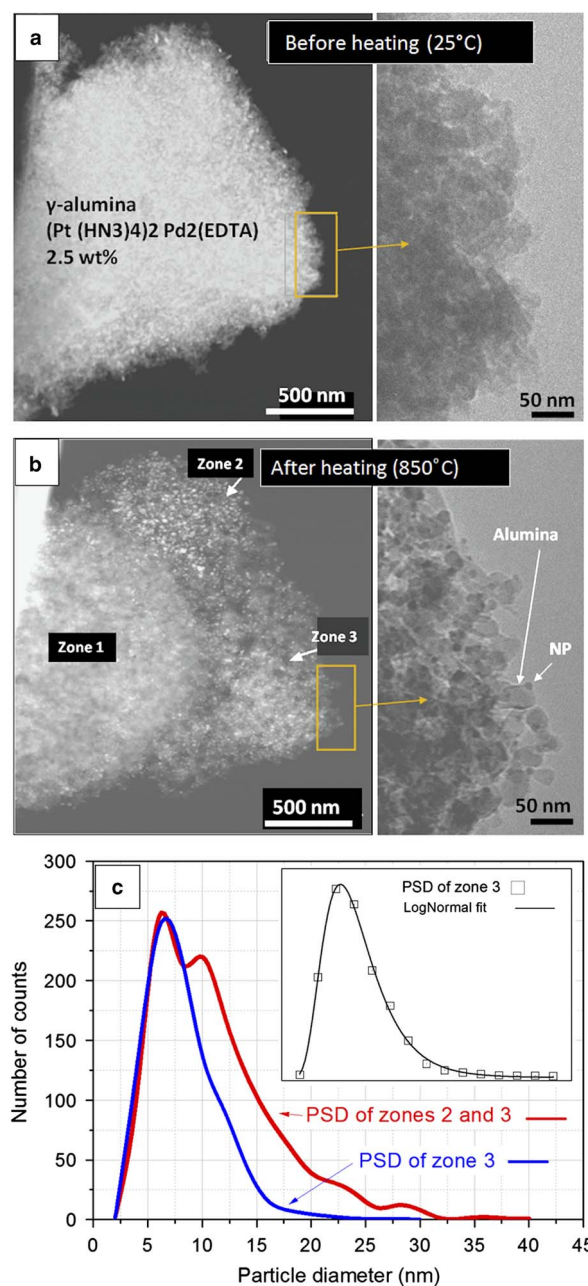 a
Before heating (25°C)
γ-alumina
(Pt (HN3)4)2 Pd2(EDTA)
2.5 wt%
500 nm
50 nm
b
After heating (850°C)
Zone 2
Zone 1
Zone 3
Alumina
NP
500 nm
50 nm
c
Number of counts
300
250
200
150
100
50
0
PSD of zone 3
LogNormal fit
PSD of zones 2 and 3
PSD of zone 3
0 5 10 15 20 25 30 35 40
Particle diameter (nm)